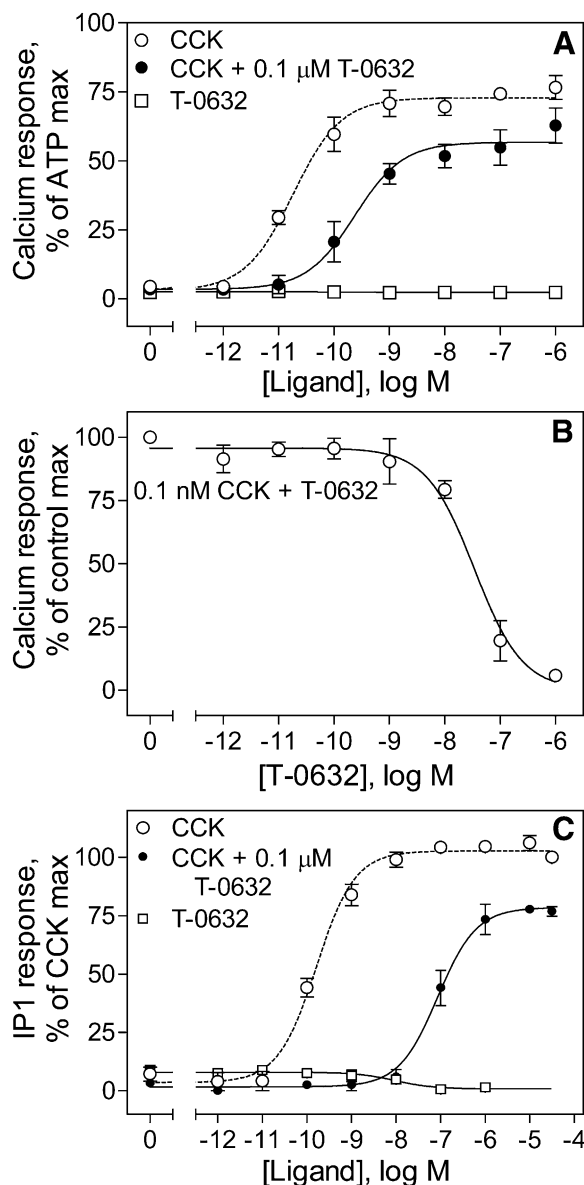 A
CCK
CCK + 0.1 μM T-0632
T-0632
Calcium response,
% of ATP max
100
75
50
25
0
0 -12 -11 -10 -9 -8 -7 -6
[Ligand], log M
B
Calcium response,
% of control max
100
75
50
25
0
0.1 nM CCK + T-0632
0 -12 -11 -10 -9 -8 -7 -6
[T-0632], log M
C
CCK
CCK + 0.1 μM
T-0632
T-0632
IP1 response,
% of CCK max
100
75
50
25
0
0 -12 -11 -10 -9 -8 -7 -6 -5 -4
[Ligand], log M